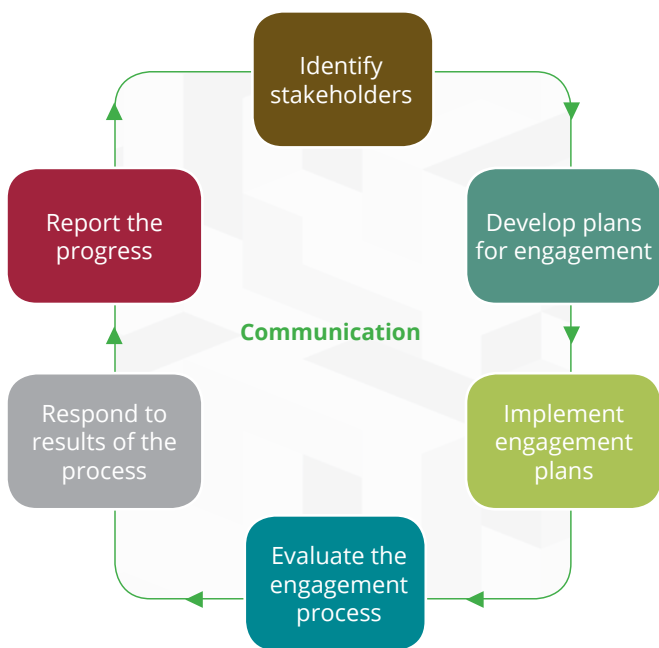 Identify
stakeholders
Develop plans
for engagement
Implement
engagement
plans
Evaluate the
engagement
process
Respond to
results of the
process
Report the
progress
Communication